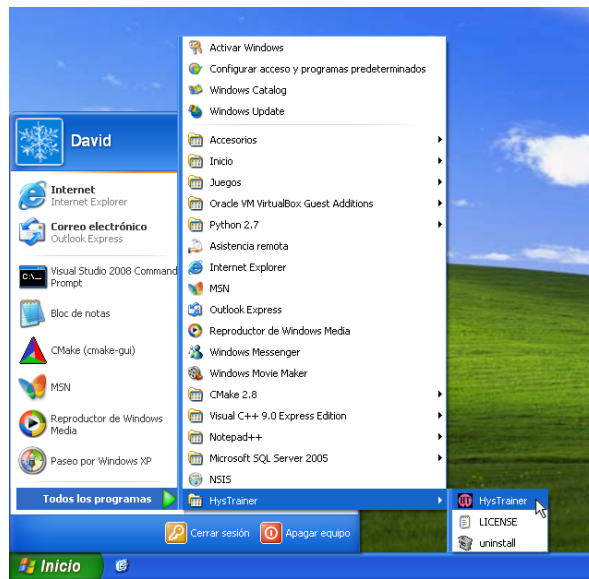 David
Internet
Internet Explorer
Correo electrónico
Outlook Express
C:\_
Visual Studio 2008 Command
Prompt
Bloc de notas
CMake (cmake-gui)
MSN
Reproductor de Windows
Media
Paseo por Windows XP
Todos los programas
Activar Windows
Configurar acceso y programas predeterminados
Windows Catalog
Windows Update
Accesorios
Inicio
Juegos
Oracle VM VirtualBox Guest Additions
Python 2.7
Asistencia remota
Internet Explorer
MSN
Outlook Express
Reproductor de Windows Media
Windows Messenger
Windows Movie Maker
CMake 2.8
Visual C++ 9.0 Express Edition
Notepad++
Microsoft SQL Server 2005
NSIS
HysTrainer
HysTrainer
LICENSE
uninstall
Cerrar sesión
Apagar equipo
Inicio